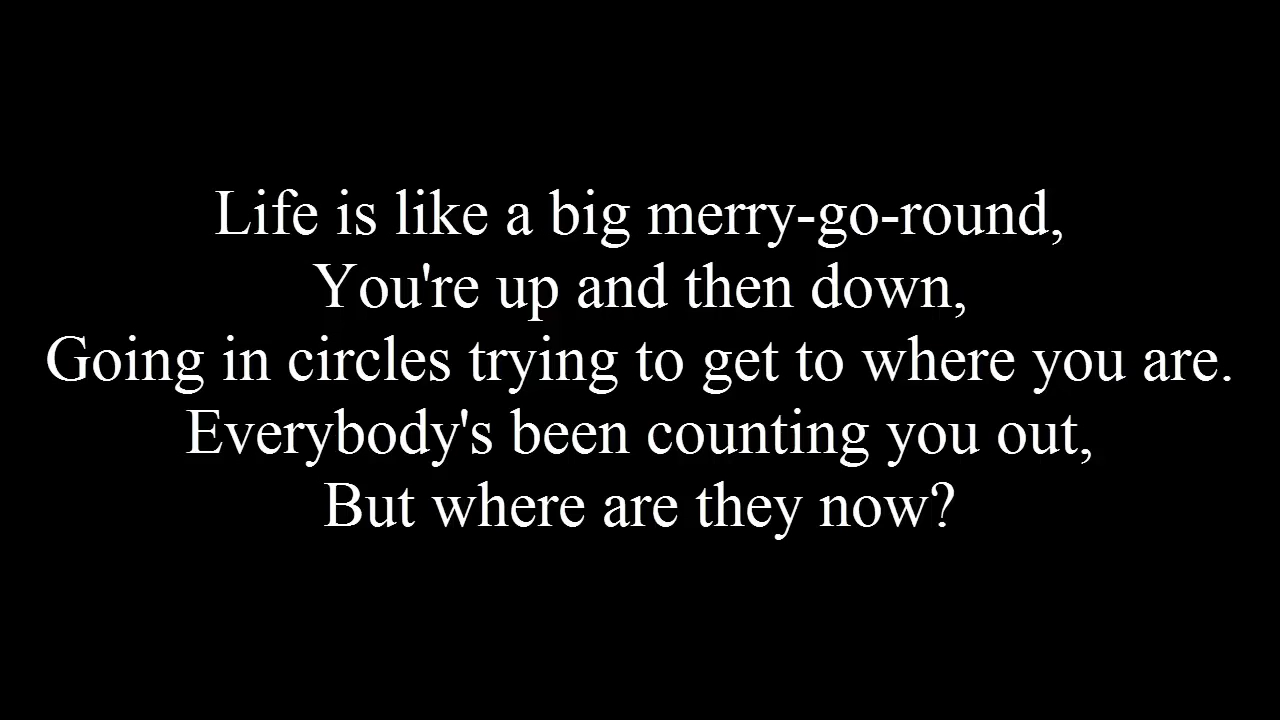 Life is like a big merry-go-round,
You're up and then down,
Going in circles trying to get to where you are.
Everybody's been counting you out,
But where are they now?